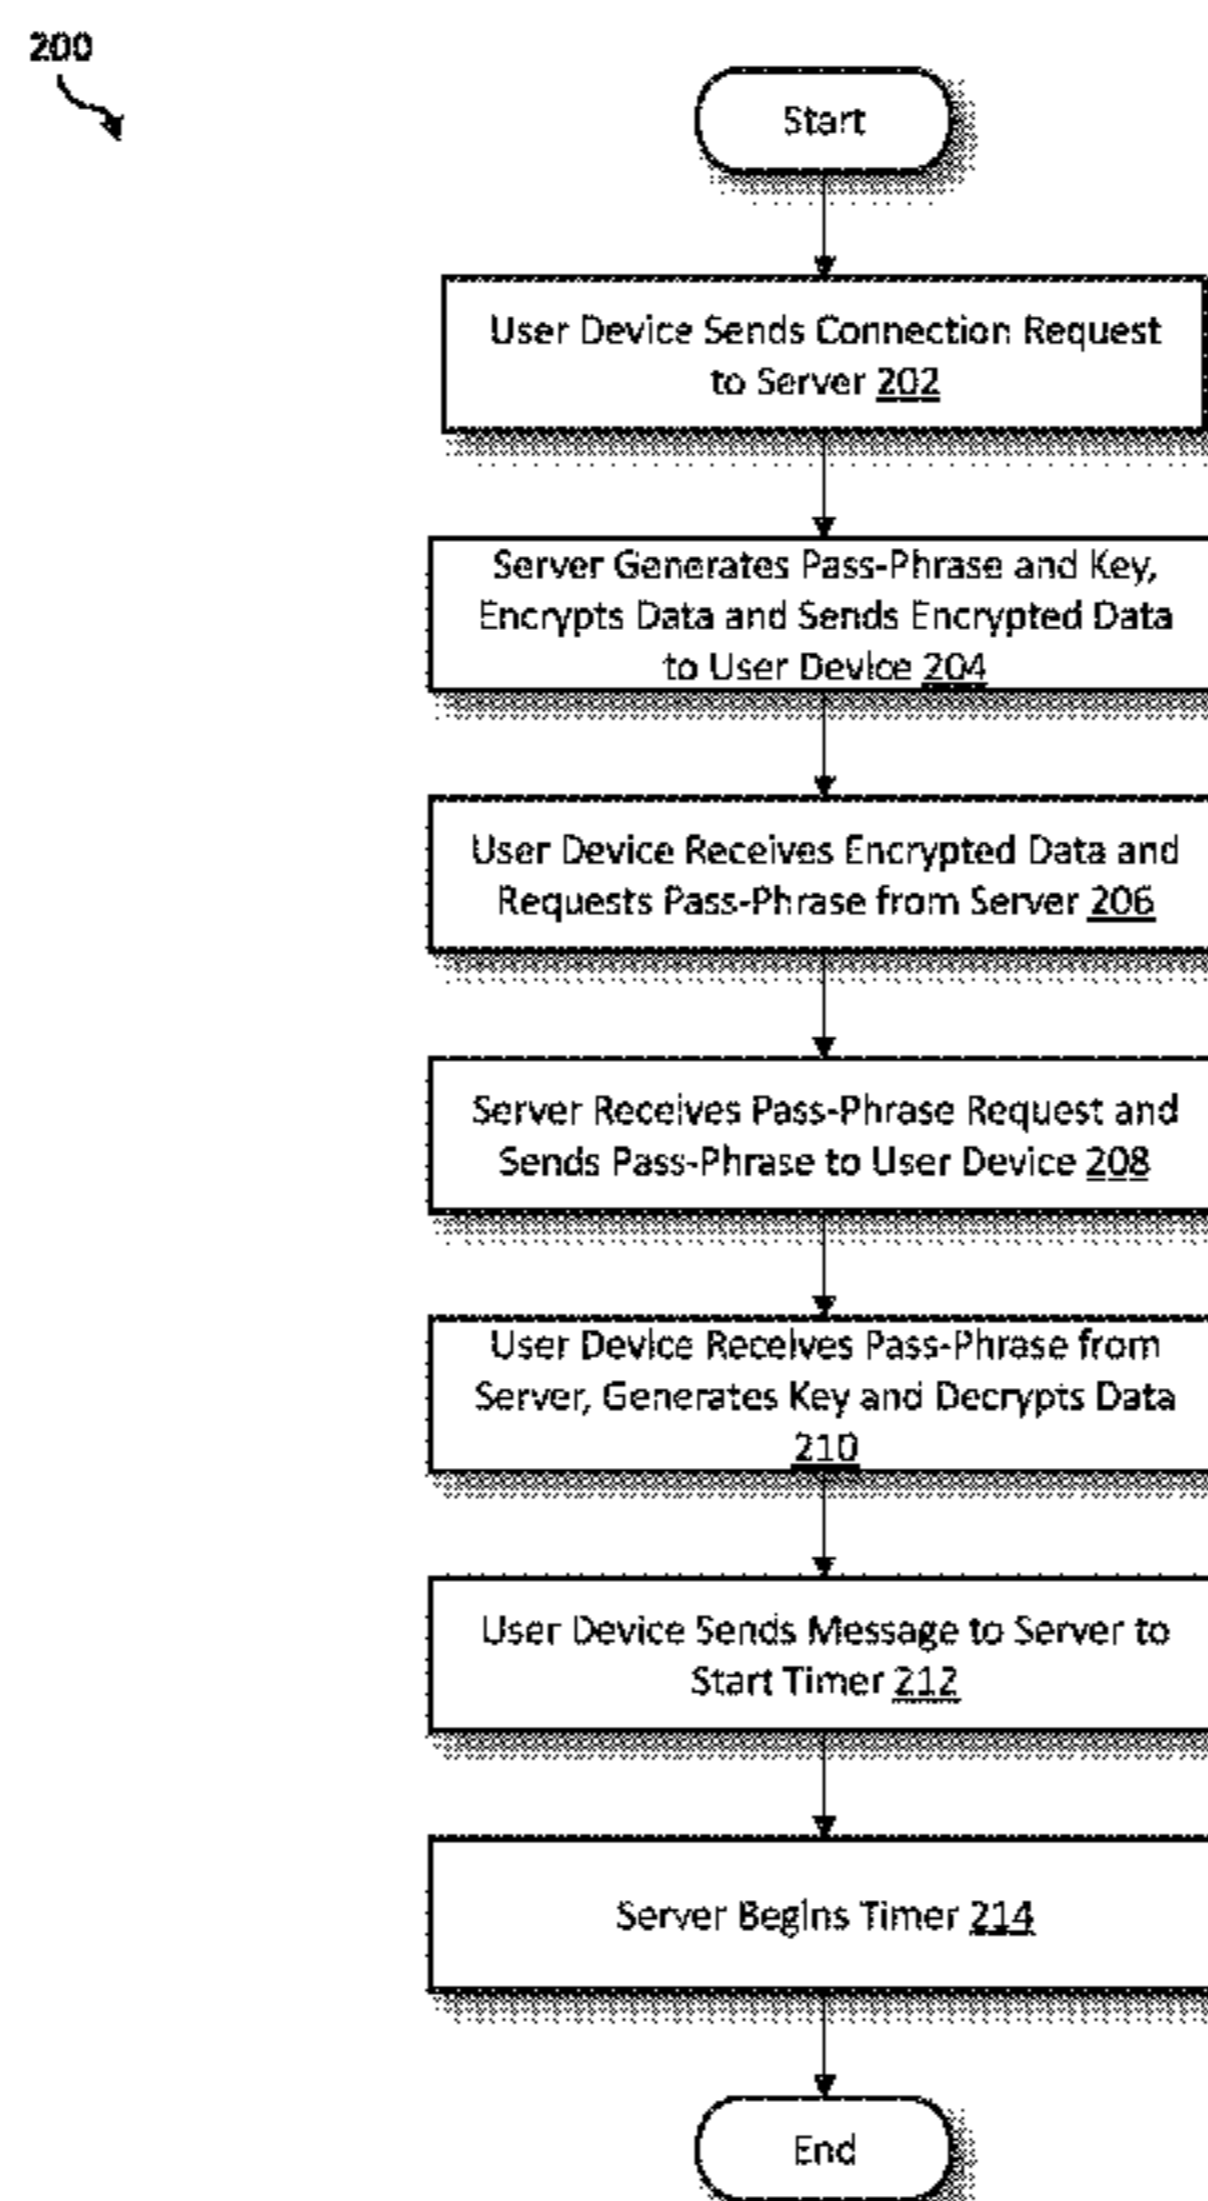 200
Start
User Device Sends Connection Request
to Server 202
Server Generates Pass-Phrase and Key,
Encrypts Data and Sends Encrypted Data
to User Device 204
User Device Receives Encrypted Data and
Requests Pass-Phrase from Server 206
Server Receives Pass-Phrase Request and
Sends Pass-Phrase to User Device 208
User Device Receives Pass-Phrase from
Server, Generates Key and Decrypts Data
210
User Device Sends Message to Server to
Start Timer 212
Server Begins Timer 214
End